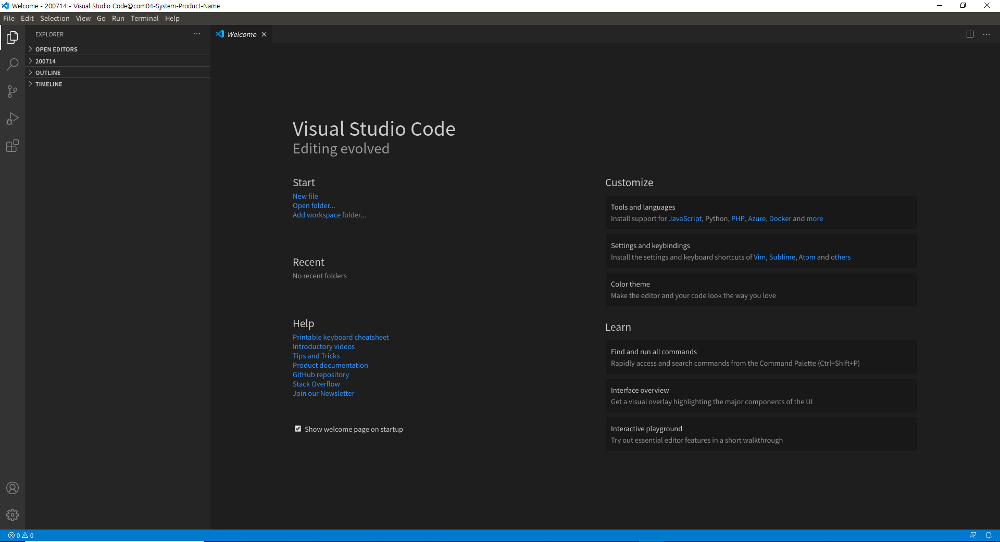 Welcome - 200714 - Visual Studio Code@com04-System-Product-Name
File Edit Selection View Go Run Terminal Help
EXPLORER
OPEN EDITORS
200714
OUTLINE
TIMELINE
Welcome
Visual Studio Code
Editing evolved
Start
New file
Open folder...
Add workspace folder...
Recent
No recent folders
Help
Printable keyboard cheatsheet
Introductory videos
Tips and Tricks
Product documentation
GitHub repository
Stack Overflow
Join our Newsletter
Show welcome page on startup
Customize
Tools and languages
Install support for JavaScript, Python, PHP, Azure, Docker and more
Settings and keybindings
Install the settings and keyboard shortcuts of Vim, Sublime, Atom and others
Color theme
Make the editor and your code look the way you love
Learn
Find and run all commands
Rapidly access and search commands from the Command Palette (Ctrl+Shift+P)
Interface overview
Get a visual overlay highlighting the major components of the UI
Interactive playground
Try out essential editor features in a short walkthrough
0 0